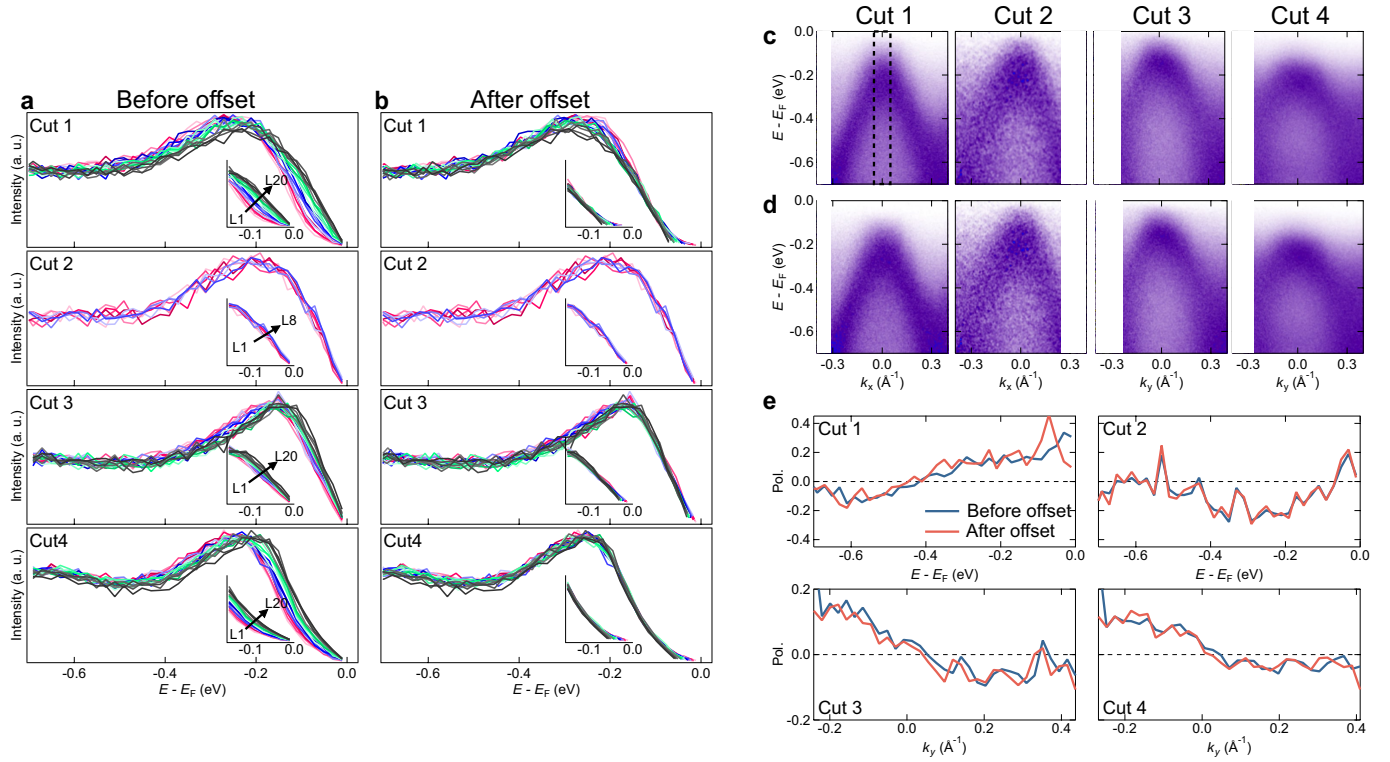 a Before offset
b After offset
Intensity (a. u.)
Cut 1
L20
L1
-0.1 0.0
Cut 1
-0.1 0.0
Intensity (a. u.)
Cut 2
L8
L1
-0.1 0.0
Cut 2
-0.1 0.0
Intensity (a. u.)
Cut 3
L20
L1
-0.1 0.0
Cut 3
-0.1 0.0
Intensity (a. u.)
Cut4
L20
L1
-0.1 0.0
Cut4
-0.1 0.0
-0.6 -0.4 -0.2 0.0
E - EF (eV)
-0.6 -0.4 -0.2 0.0
E - EF (eV)
Cut 1 Cut 2 Cut 3 Cut 4
c
0.0
-0.2
-0.4
-0.6
E - EF (eV)
d
0.0
-0.2
-0.4
-0.6
E - EF (eV)
-0.3 0.0 0.3
kx (Å-1)
0.0 0.3
kx (Å-1)
-0.3 0.0 0.3
ky (Å-1)
-0.3 0.0 0.3
ky (Å-1)
e
Pol.
0.4
0.2
0.0
-0.2
-0.4
Cut 1
Before offset
After offset
-0.6 -0.4 -0.2 0.0
E - EF (eV)
Cut 2
-0.6 -0.4 -0.2 0.0
E - EF (eV)
Pol.
0.2
0.0
-0.2
Cut 3
0.0 0.2 0.4
ky (Å-1)
Cut 4
-0.2 0.0 0.2 0.4
ky (Å-1)